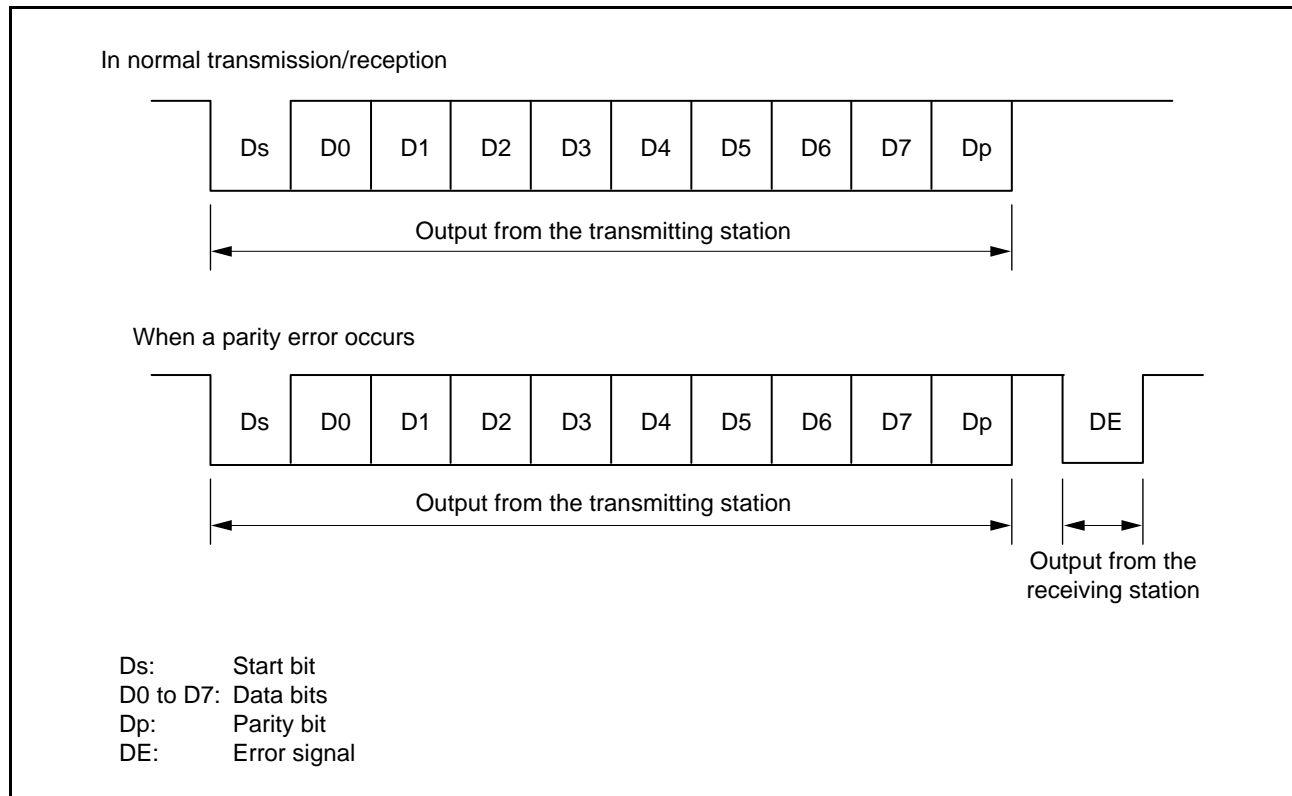 In normal transmission/reception
Ds D0 D1 D2 D3 D4 D5 D6 D7 Dp
Output from the transmitting station
When a parity error occurs
Ds D0 D1 D2 D3 D4 D5 D6 D7 Dp DE
Output from the transmitting station
Output from the
receiving station
Ds: Start bit
D0 to D7: Data bits
Dp: Parity bit
DE: Error signal